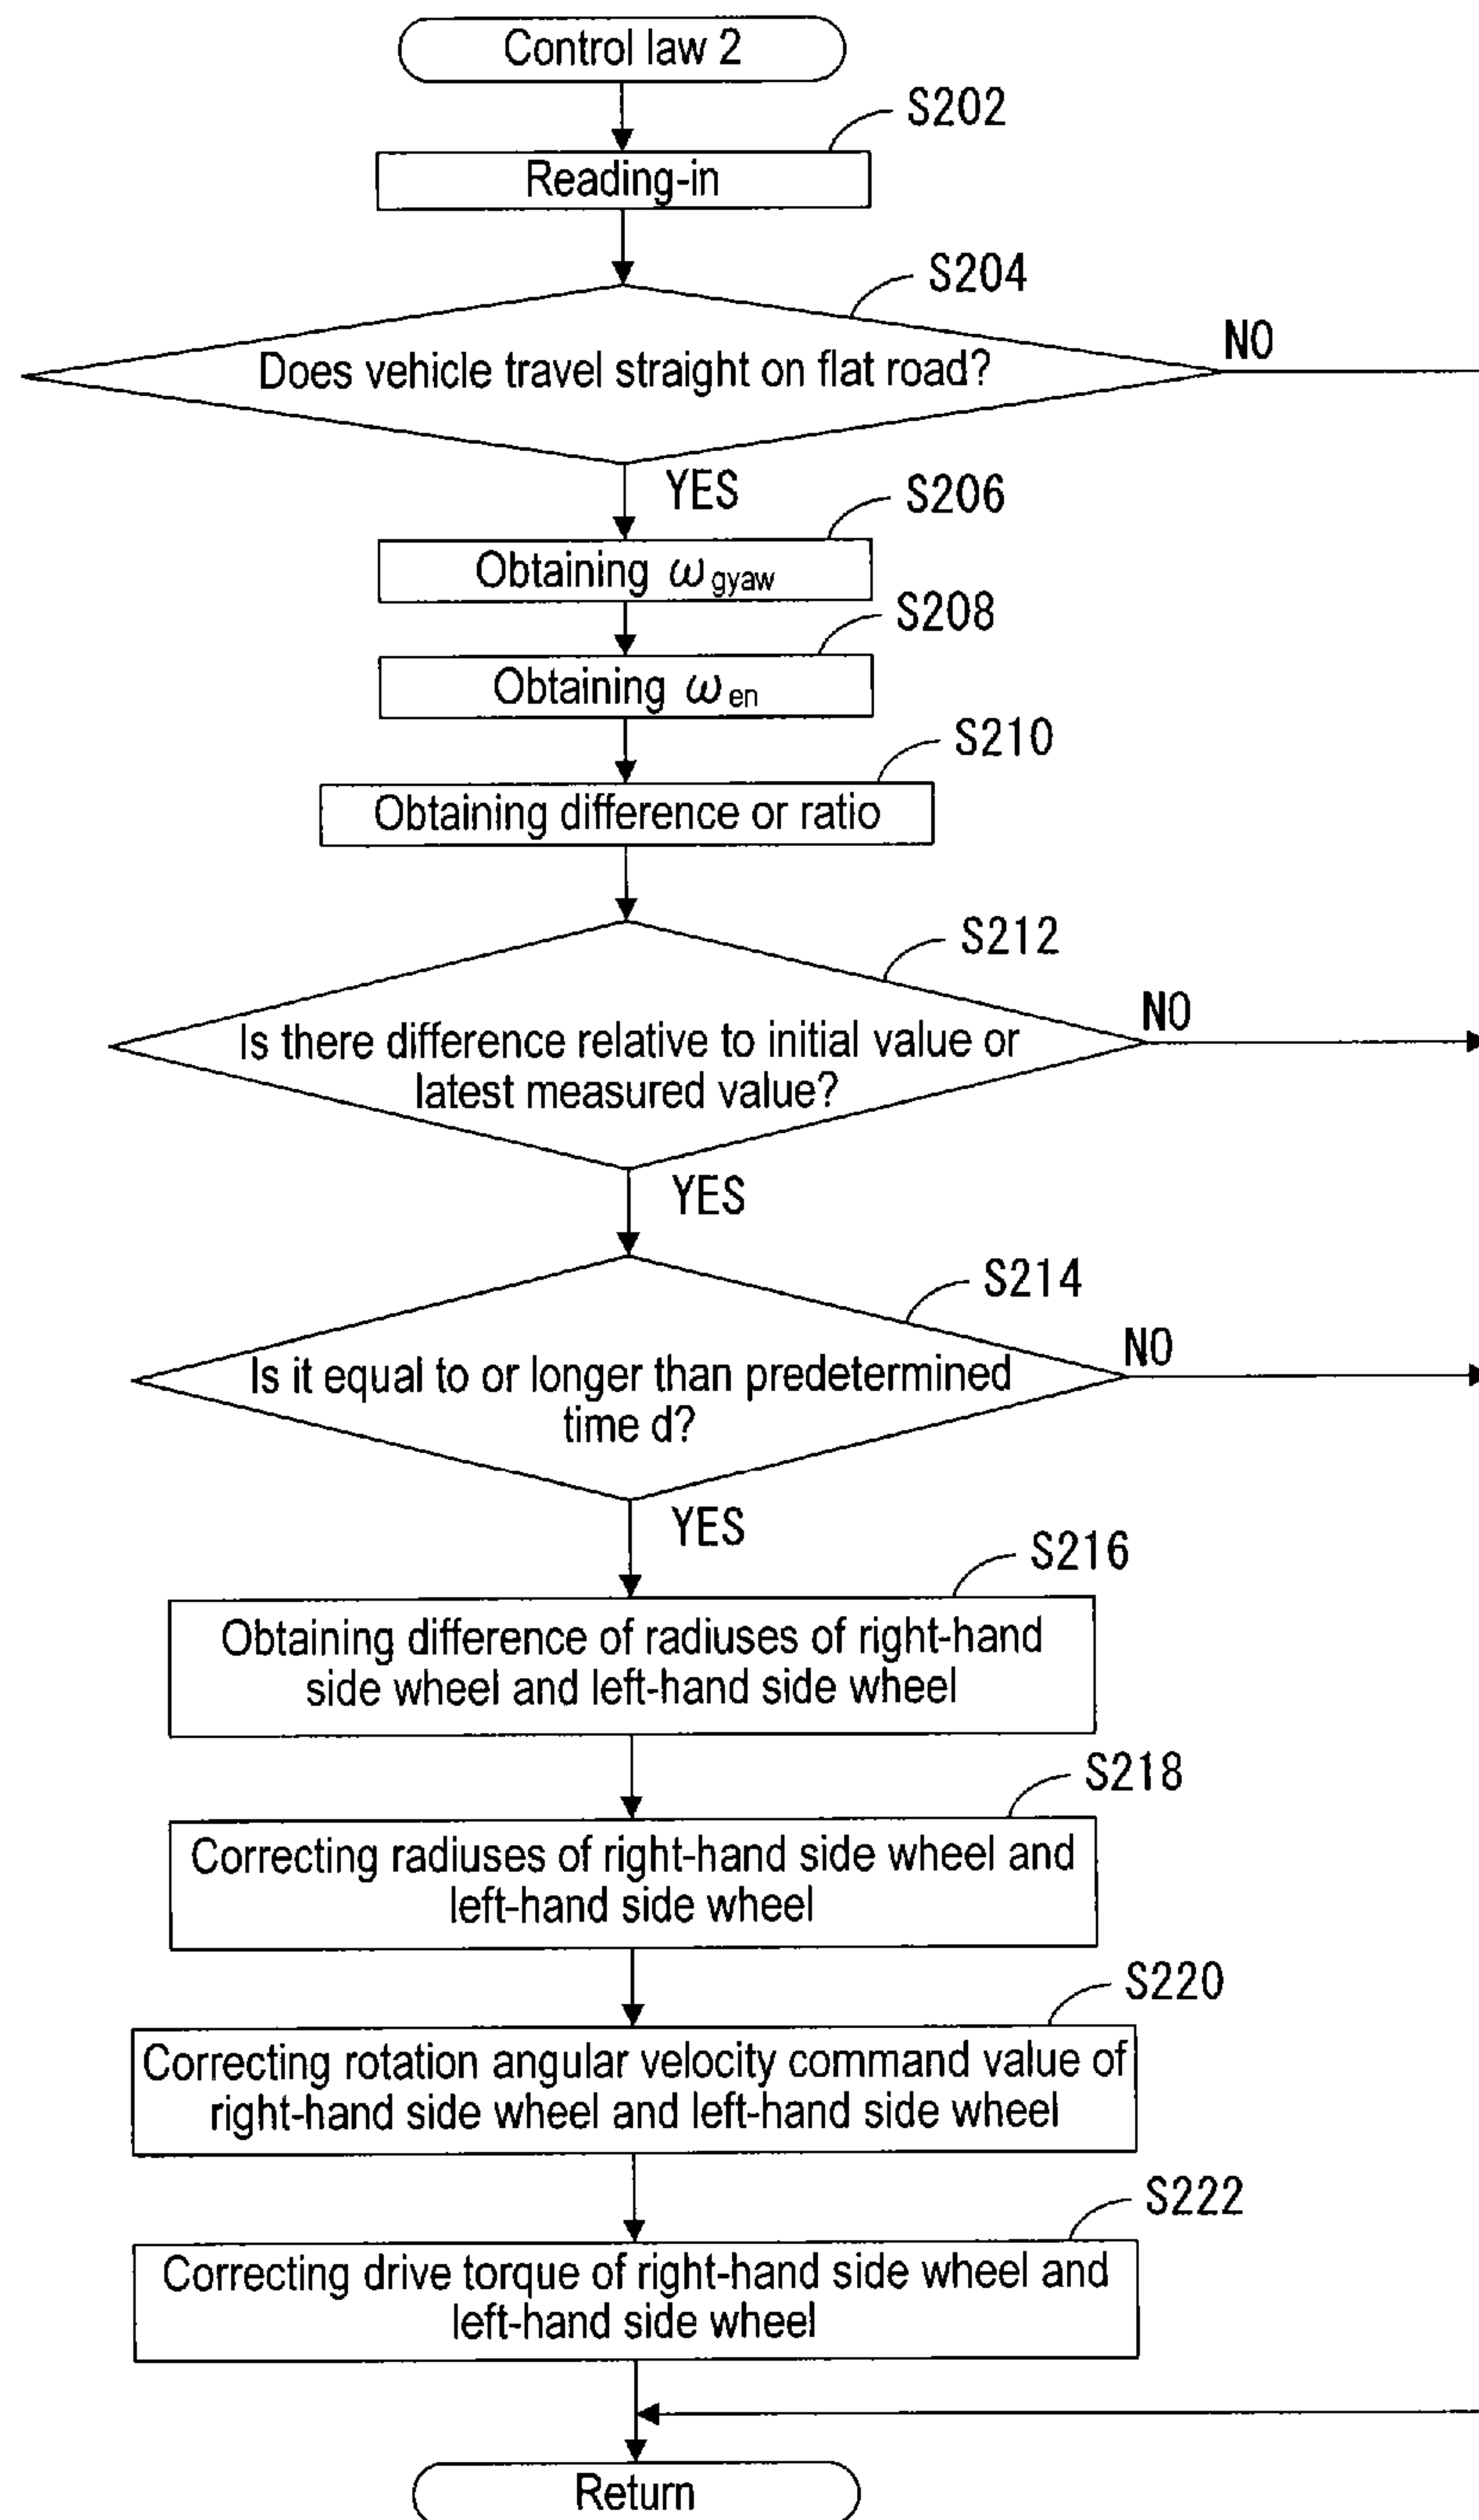 Control law 2
S202
Reading-in
S204
Does vehicle travel straight on flat road?
NO
YES
S206
Obtaining ω gyaw
S208
Obtaining ω en
S210
Obtaining difference or ratio
S212
NO
Is there difference relative to initial value or
latest measured value?
YES
S214
NO
Is it equal to or longer than predetermined
time d?
YES
S216
Obtaining difference of radiuses of right-hand
side wheel and left-hand side wheel
S218
Correcting radiuses of right-hand side wheel and
left-hand side wheel
S220
Correcting rotation angular velocity command value of
right-hand side wheel and left-hand side wheel
S222
Correcting drive torque of right-hand side wheel and
left-hand side wheel
Return